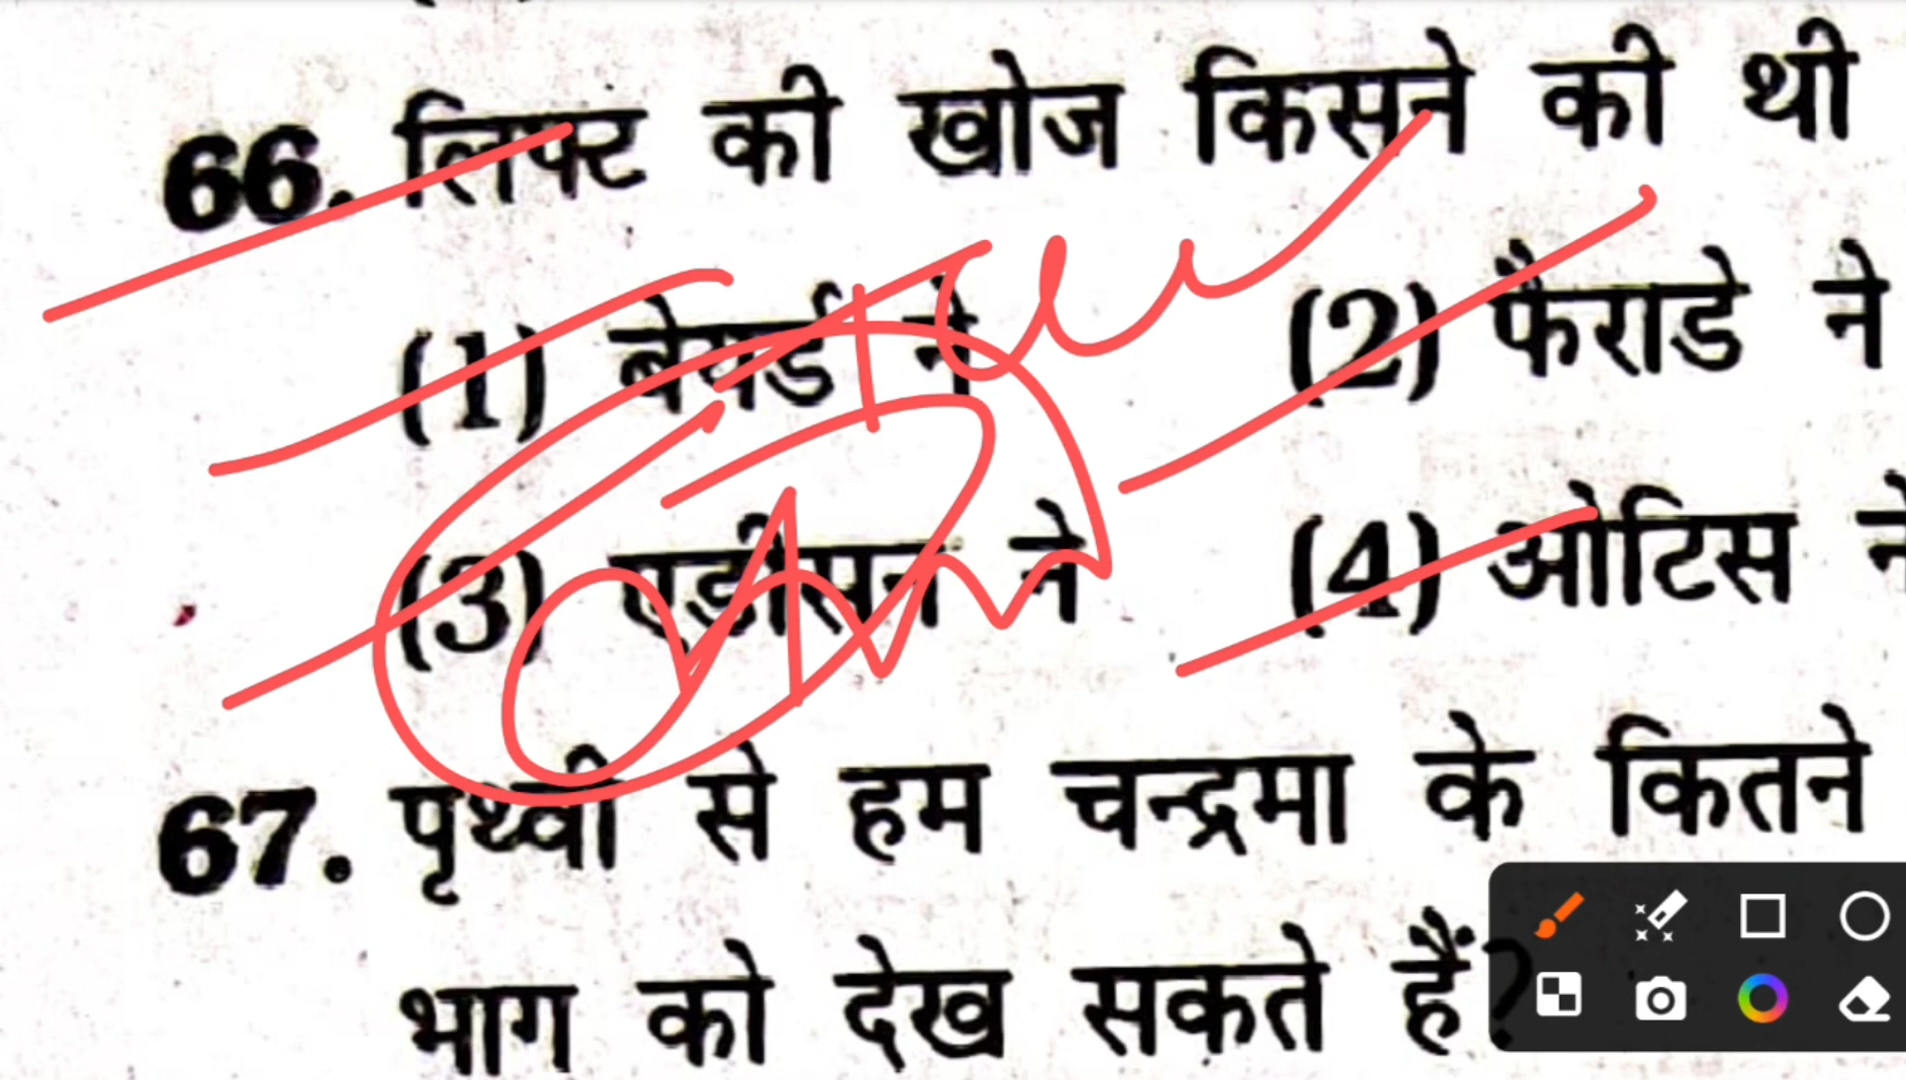 66. लिफ्ट की खोज किसने की थी
(1) बेयर्ड ने (2) फैराडे ने
(3) एडीसन ने (4) ओटिस ने
67. पृथ्वी से हम चन्द्रमा के कितने
भाग को देख सकते हैं?